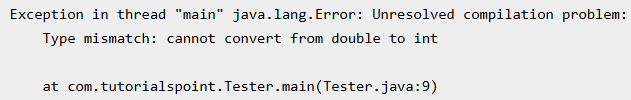 Exception in thread "main" java.lang.Error: Unresolved compilation problem:
Type mismatch: cannot convert from double to int
at com.tutorialspoint.Tester.main(Tester.java:9)